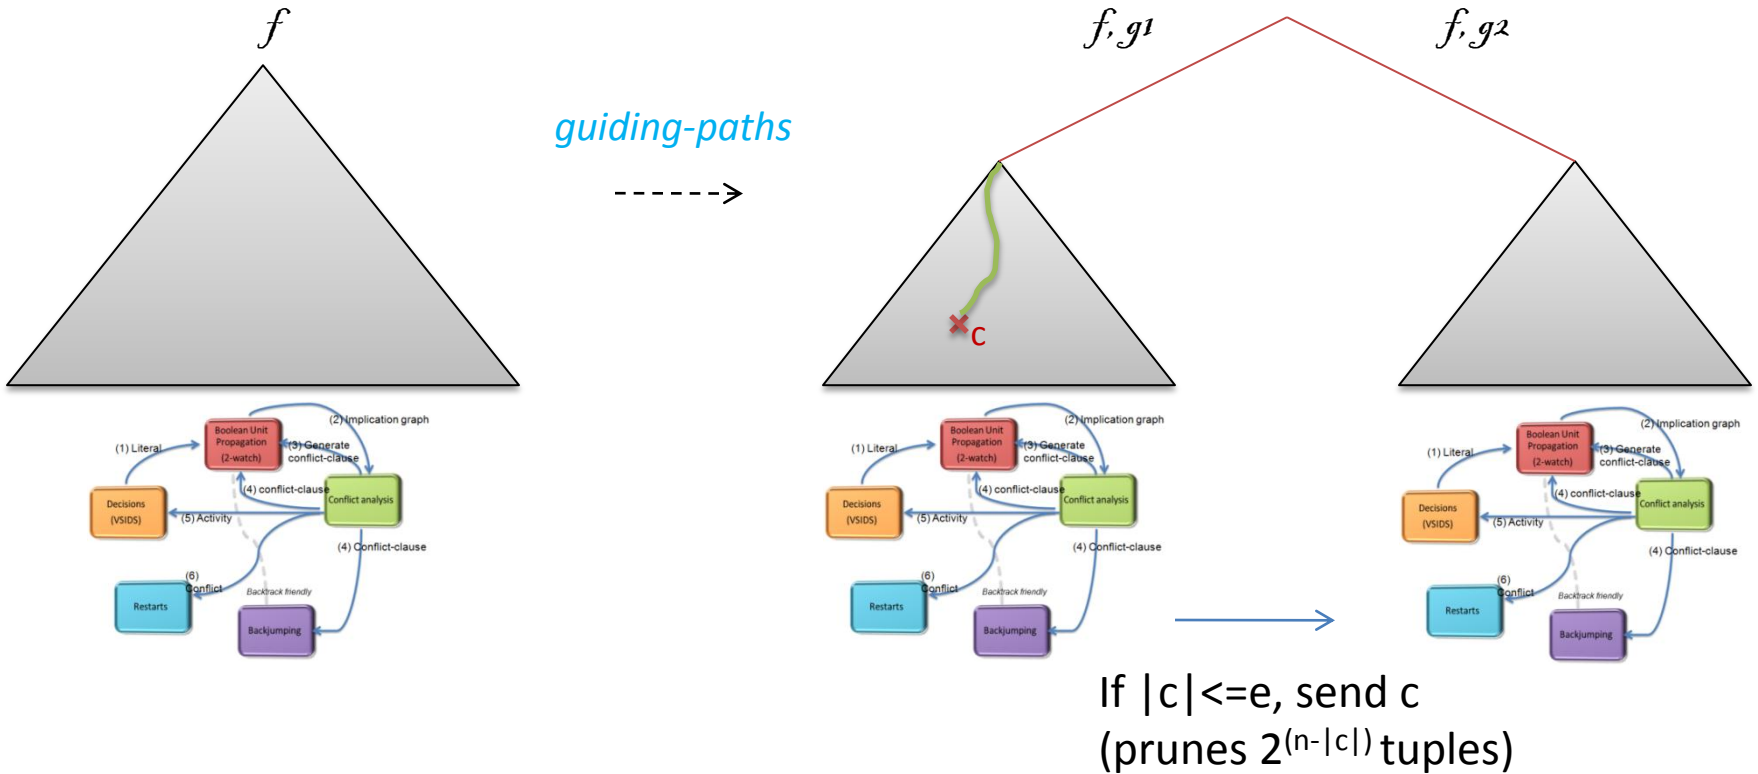 f
f, g1
f, g2
guiding-paths
c
(2) Implication graph
Boolean Unit
Propagation
(2-watch)
(1) Literal
(3) Generate
conflict-clause
(4) conflict-clause
Conflict analysis
Decisions
(VSIDS)
(5) Activity
(4) Conflict-clause
(6)
Conflict
Backtrack friendly
Restarts
Backjumping
(2) Implication graph
Boolean Unit
Propagation
(2-watch)
(1) Literal
(3) Generate
conflict-clause
(4) conflict-clause
Conflict analysis
Decisions
(VSIDS)
(5) Activity
(4) Conflict-clause
(6)
Conflict
Backtrack friendly
Restarts
Backjumping
(2) Implication graph
Boolean Unit
Propagation
(2-watch)
(1) Literal
(3) Generate
conflict-clause
(4) conflict-clause
Conflict analysis
Decisions
(VSIDS)
(5) Activity
(4) Conflict-clause
(6)
Conflict
Backtrack friendly
Restarts
Backjumping
If |c|<=e, send c
(prunes 2^(n-|c|) tuples)